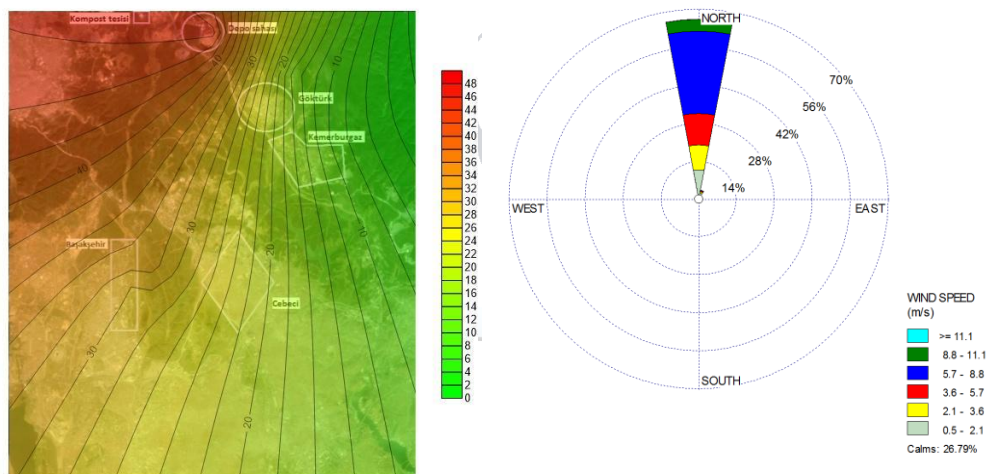 Kompost tesisi
Depo sahası
40
30
20
10
Göktürk
Kemerburgaz
40
30
20
Başakşehir
Cebeci
30
20
48
46
44
42
40
38
36
34
32
30
28
26
24
22
20
18
16
14
12
10
8
6
4
2
0
NORTH
70%
56%
42%
28%
14%
WEST
EAST
SOUTH
WIND SPEED
(m/s)
>= 11.1
8.8 - 11.1
5.7 - 8.8
3.6 - 5.7
2.1 - 3.6
0.5 - 2.1
Calms: 26.79%